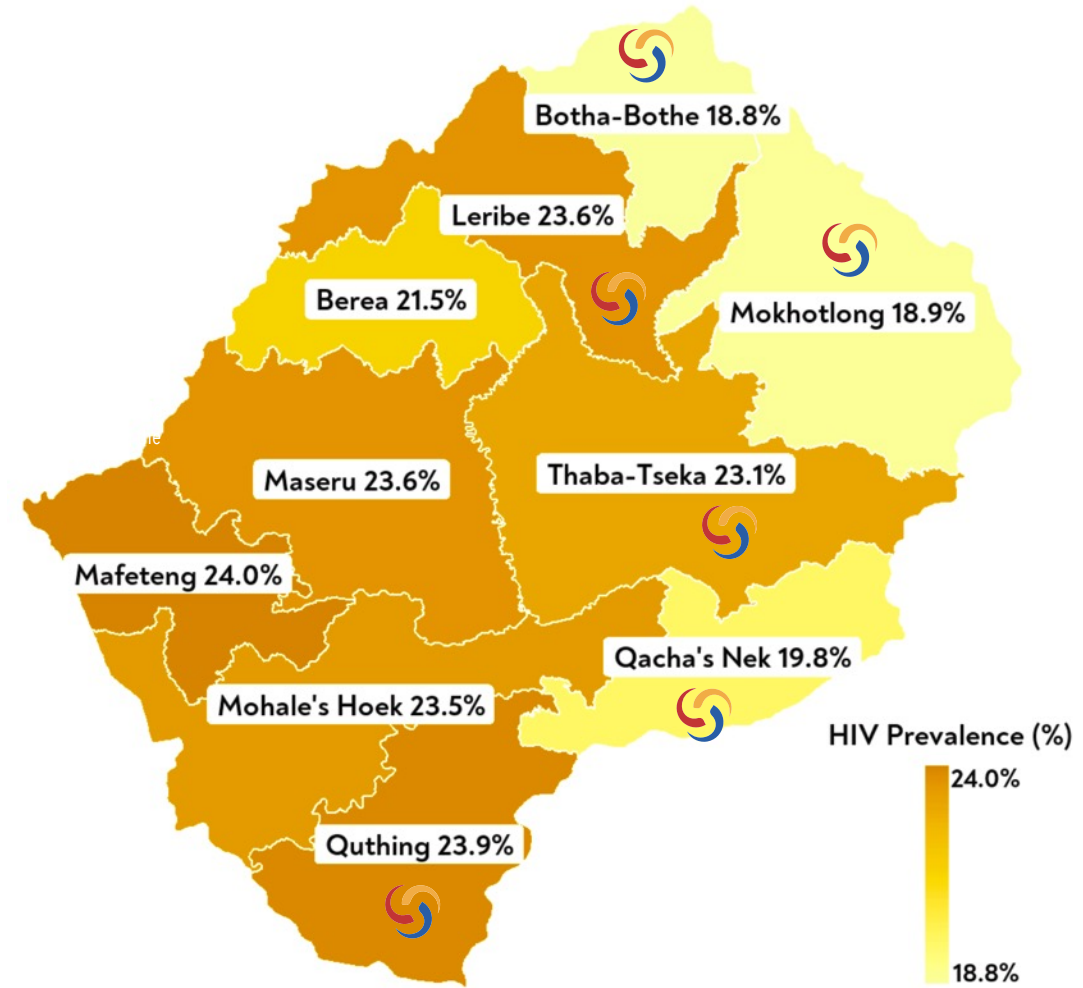 Botha-Bothe 18.8%
Leribe 23.6%
Berea 21.5%
Mokhotlong 18.9%
Maseru 23.6%
Thaba-Tseka 23.1%
Mafeteng 24.0%
Qacha's Nek 19.8%
Mohale's Hoek 23.5%
HIV Prevalence (%)
24.0%
Quthing 23.9%
18.8%